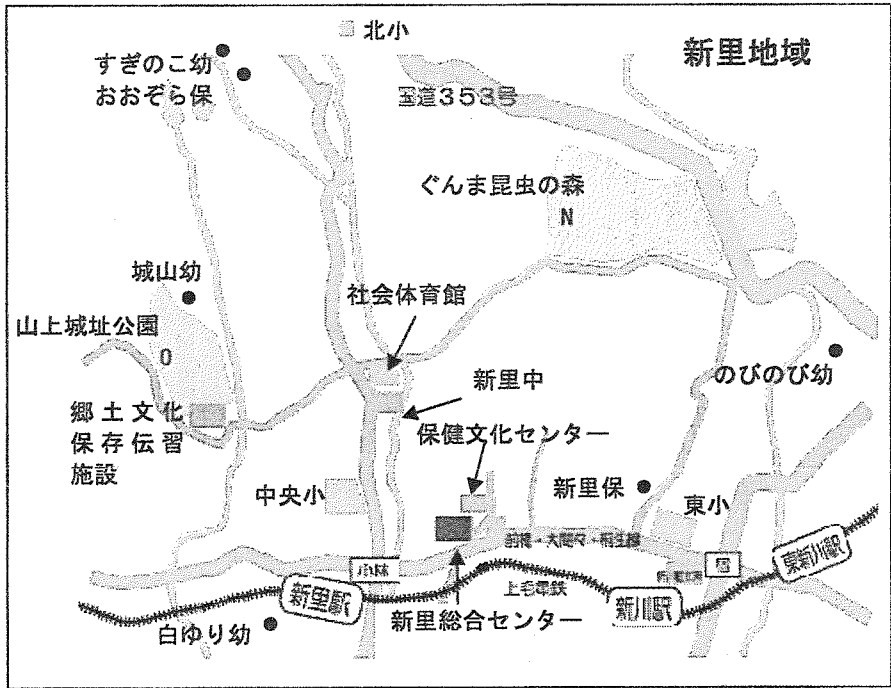 北小
新里地域
すぎのこ幼
おおぞら保
国道353号
ぐんま昆虫の森
N
城山幼
社会体育館
山上城址公園
O
のびのび幼
新里中
郷土文化
保存伝習
施設
保健文化センター
中央小
新里保
東小
前橋・大間々・桐生線
小林
東新川駅
新里駅
上毛電鉄
新川駅
新里総合センター
白ゆり幼